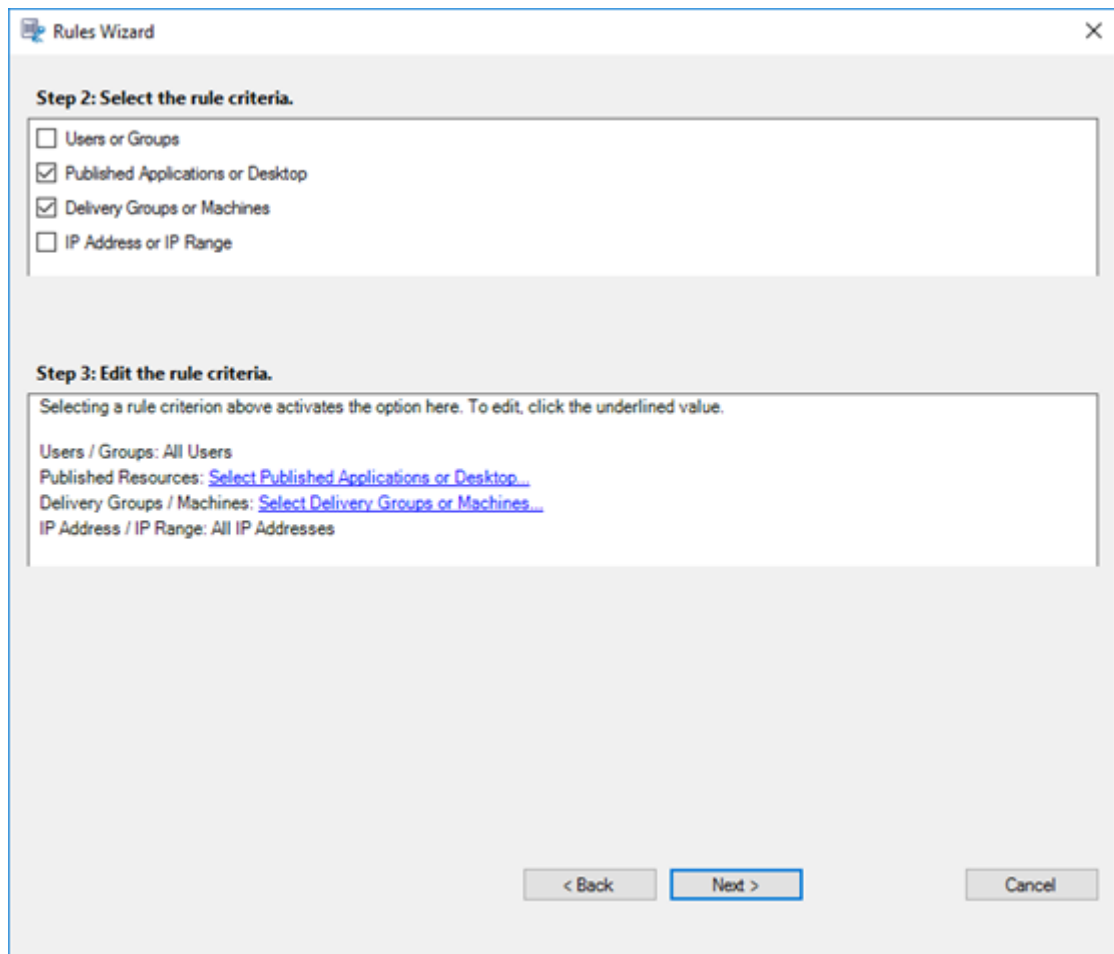 Rules Wizard
Step 2: Select the rule criteria.
Users or Groups
Published Applications or Desktop
Delivery Groups or Machines
IP Address or IP Range
Step 3: Edit the rule criteria.
Selecting a rule criterion above activates the option here. To edit, click the underlined value.
Users / Groups: All Users
Published Resources: Select Published Applications or Desktop...
Delivery Groups / Machines: Select Delivery Groups or Machines...
IP Address / IP Range: All IP Addresses
< Back Next > Cancel